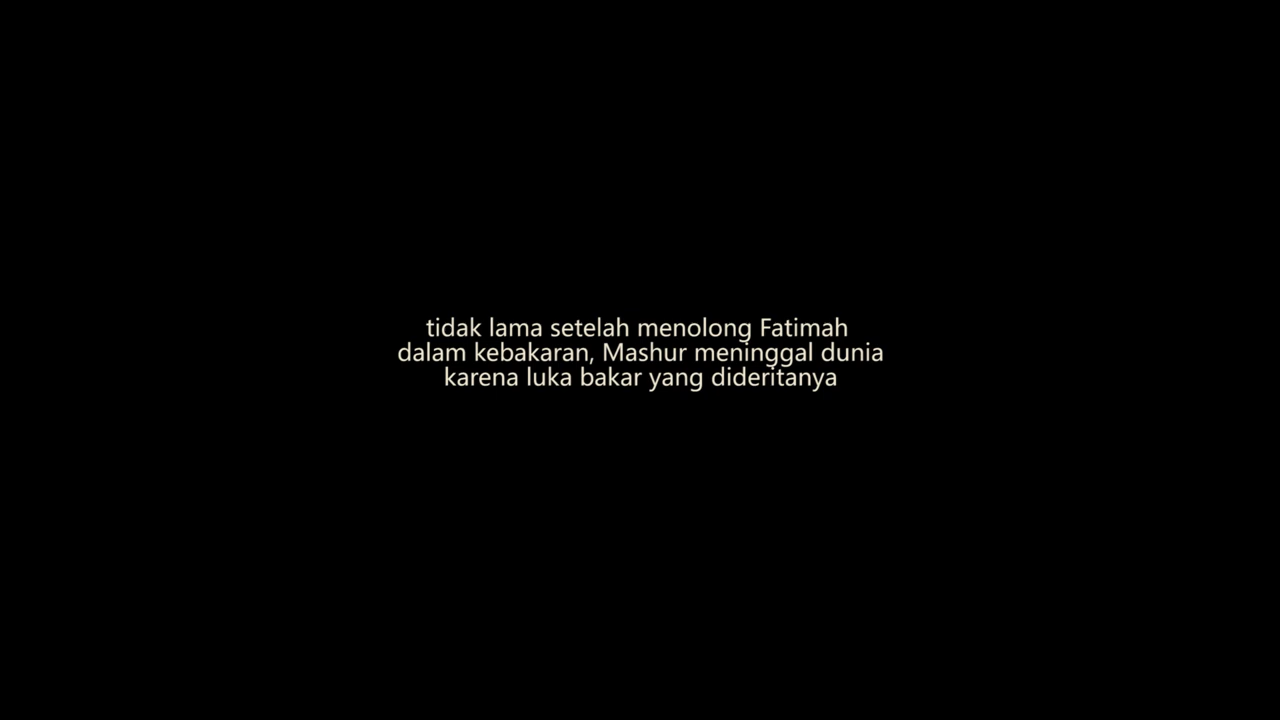 tidak lama setelah menolong Fatimah
dalam kebakaran, Mashur meninggal dunia
karena luka bakar yang dideritanya